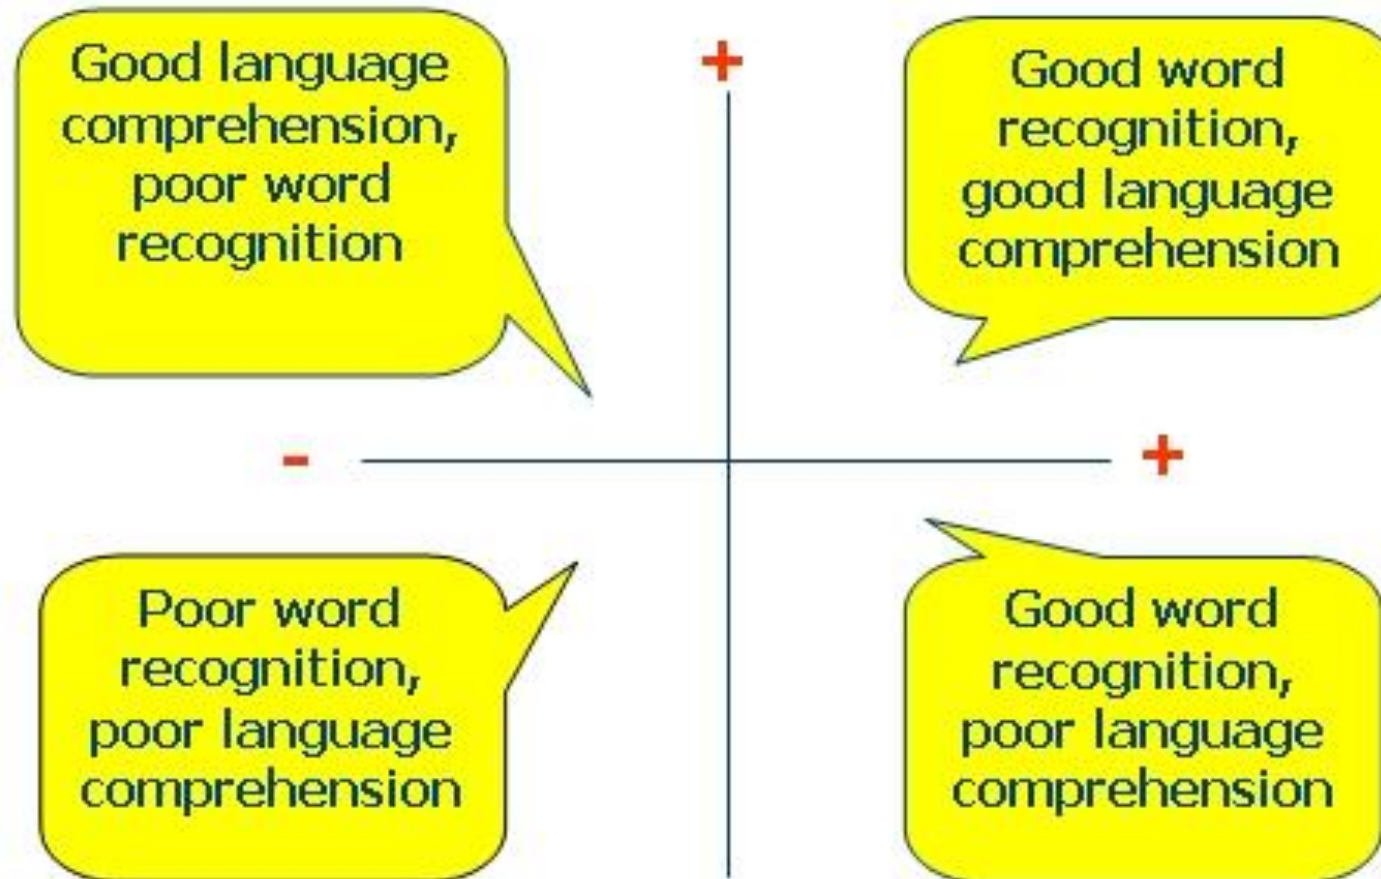 Good language
comprehension,
poor word
recognition
+
Good word
recognition,
good language
comprehension
-
+
Poor word
recognition,
poor language
comprehension
Good word
recognition,
poor language
comprehension